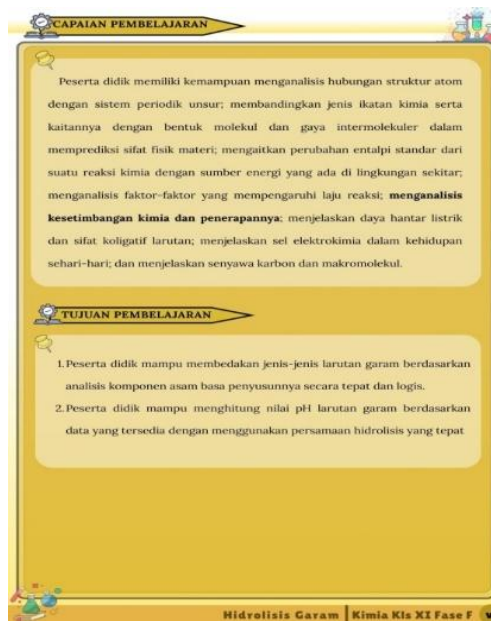 CAPAIAN PEMBELAJARAN
Peserta didik memiliki kemampuan menganalisis hubungan struktur atom
dengan sistem periodik unsur; membandingkan jenis ikatan kimia serta
kaitannya dengan bentuk molekul dan gaya intermolekuler dalam
memprediksi sifat fisik materi; mengaitkan perubahan entalpi standar dari
suatu reaksi kimia dengan sumber energi yang ada di lingkungan sekitar;
menganalisis faktor-faktor yang mempengaruhi laju reaksi; menganalisis
kesetimbangan kimia dan penerapannya; menjelaskan daya hantar listrik
dan sifat koligatif larutan; menjelaskan sel elektrokimia dalam kehidupan
sehari-hari; dan menjelaskan senyawa karbon dan makromolekul.
TUJUAN PEMBELAJARAN
1. Peserta didik mampu membedakan jenis-jenis larutan garam berdasarkan
analisis komponen asam basa penyusunnya secara tepat dan logis.
2. Peserta didik mampu menghitung nilai pH larutan garam berdasarkan
data yang tersedia dengan menggunakan persamaan hidrolisis yang tepat
Hidrolisis Garam | Kimia Kls XI Fase F